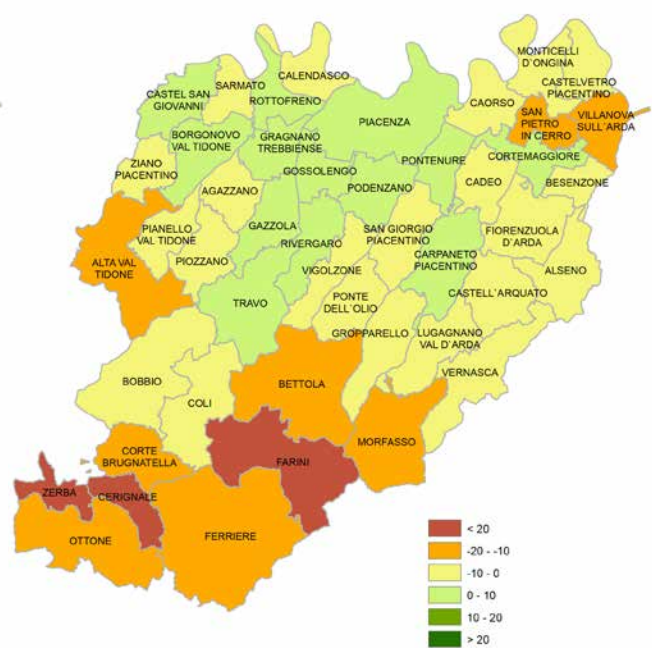 MONTICELLI
D'ONGINA
CALENDASCO
SARMATO
CASTELVETRO
PIACENTINO
CASTEL SAN
GIOVANNI
ROTTOFRENO
CAORSO
SAN
PIETRO
IN CERRO
VILLANOVA
SULL'ARDA
PIACENZA
BORGONOVO
VAL TIDONE
GRAGNANO
TREBBIENSE
CORTEMAGGIORE
PONTENURE
ZIANO
PIACENTINO
GOSSOLENGO
CADEO
BESENZONE
AGAZZANO
PODENZANO
PIANELLO
VAL TIDONE
GAZZOLA
SAN GIORGIO
PIACENTINO
FIORENZUOLA
D'ARDA
RIVERGARO
CARPANETO
PIACENTINO
ALTA VAL
TIDONE
PIOZZANO
VIGOLZONE
ALSENO
CASTELL'ARQUATO
TRAVO
PONTE
DELL'OLIO
GROPPARELLO
LUGAGNANO
VAL D'ARDA
VERNASCA
BOBBIO
BETTOLA
COLI
MORFASSO
CORTE
BRUGNATELLA
FARINI
ZERBA
CERIGNALE
OTTONE
FERRIERE
< 20
-20 - -10
-10 - 0
0 - 10
10 - 20
> 20